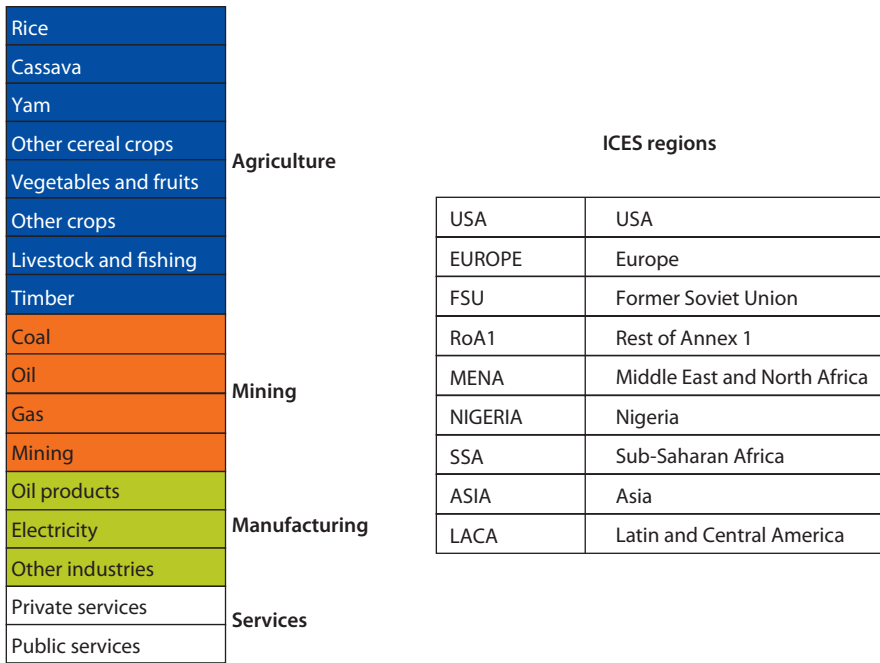 Rice
Cassava
Yam
Other cereal crops
Vegetables and fruits
Other crops
Livestock and fishing
Timber
Agriculture
Coal
Oil
Gas
Mining
Mining
Oil products
Electricity
Other industries
Manufacturing
Private services
Public services
Services
ICES regions
USA USA
EUROPE Europe
FSU Former Soviet Union
RoA1 Rest of Annex 1
MENA Middle East and North Africa
NIGERIA Nigeria
SSA Sub-Saharan Africa
ASIA Asia
LACA Latin and Central America